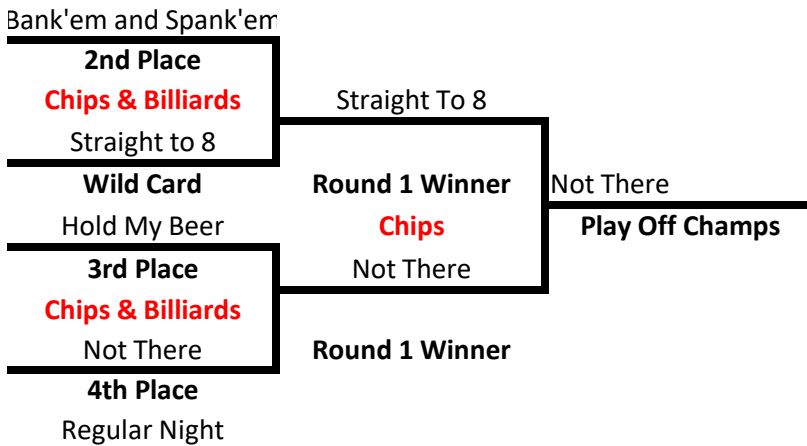 Bank'em and Spank'em
2nd Place
Chips & Billiards
Straight To 8
Straight to 8
Wild Card
Round 1 Winner
Not There
Hold My Beer
Chips
Play Off Champs
3rd Place
Not There
Chips & Billiards
Not There
Round 1 Winner
4th Place
Regular Night